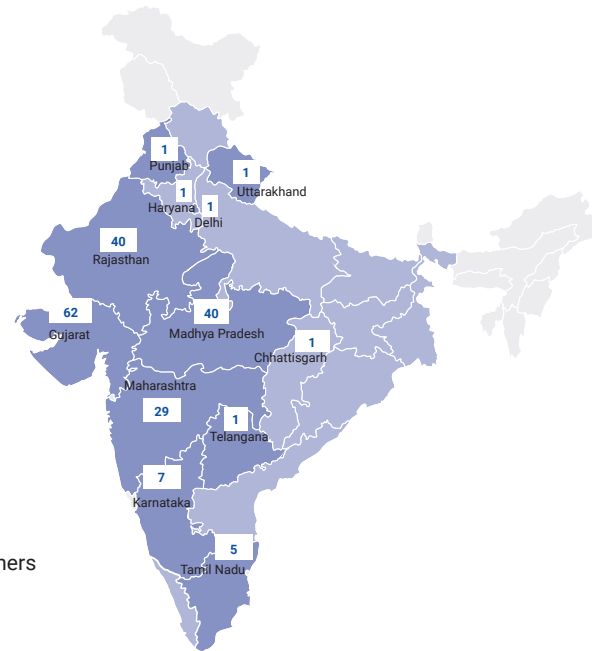 1
Punjab
1
Uttarakhand
1
Haryana
1
Delhi
40
Rajasthan
62
Gujarat
40
Madhya Pradesh
1
Chhattisgarh
Maharashtra
29
1
Telangana
7
Karnataka
5
Tamil Nadu